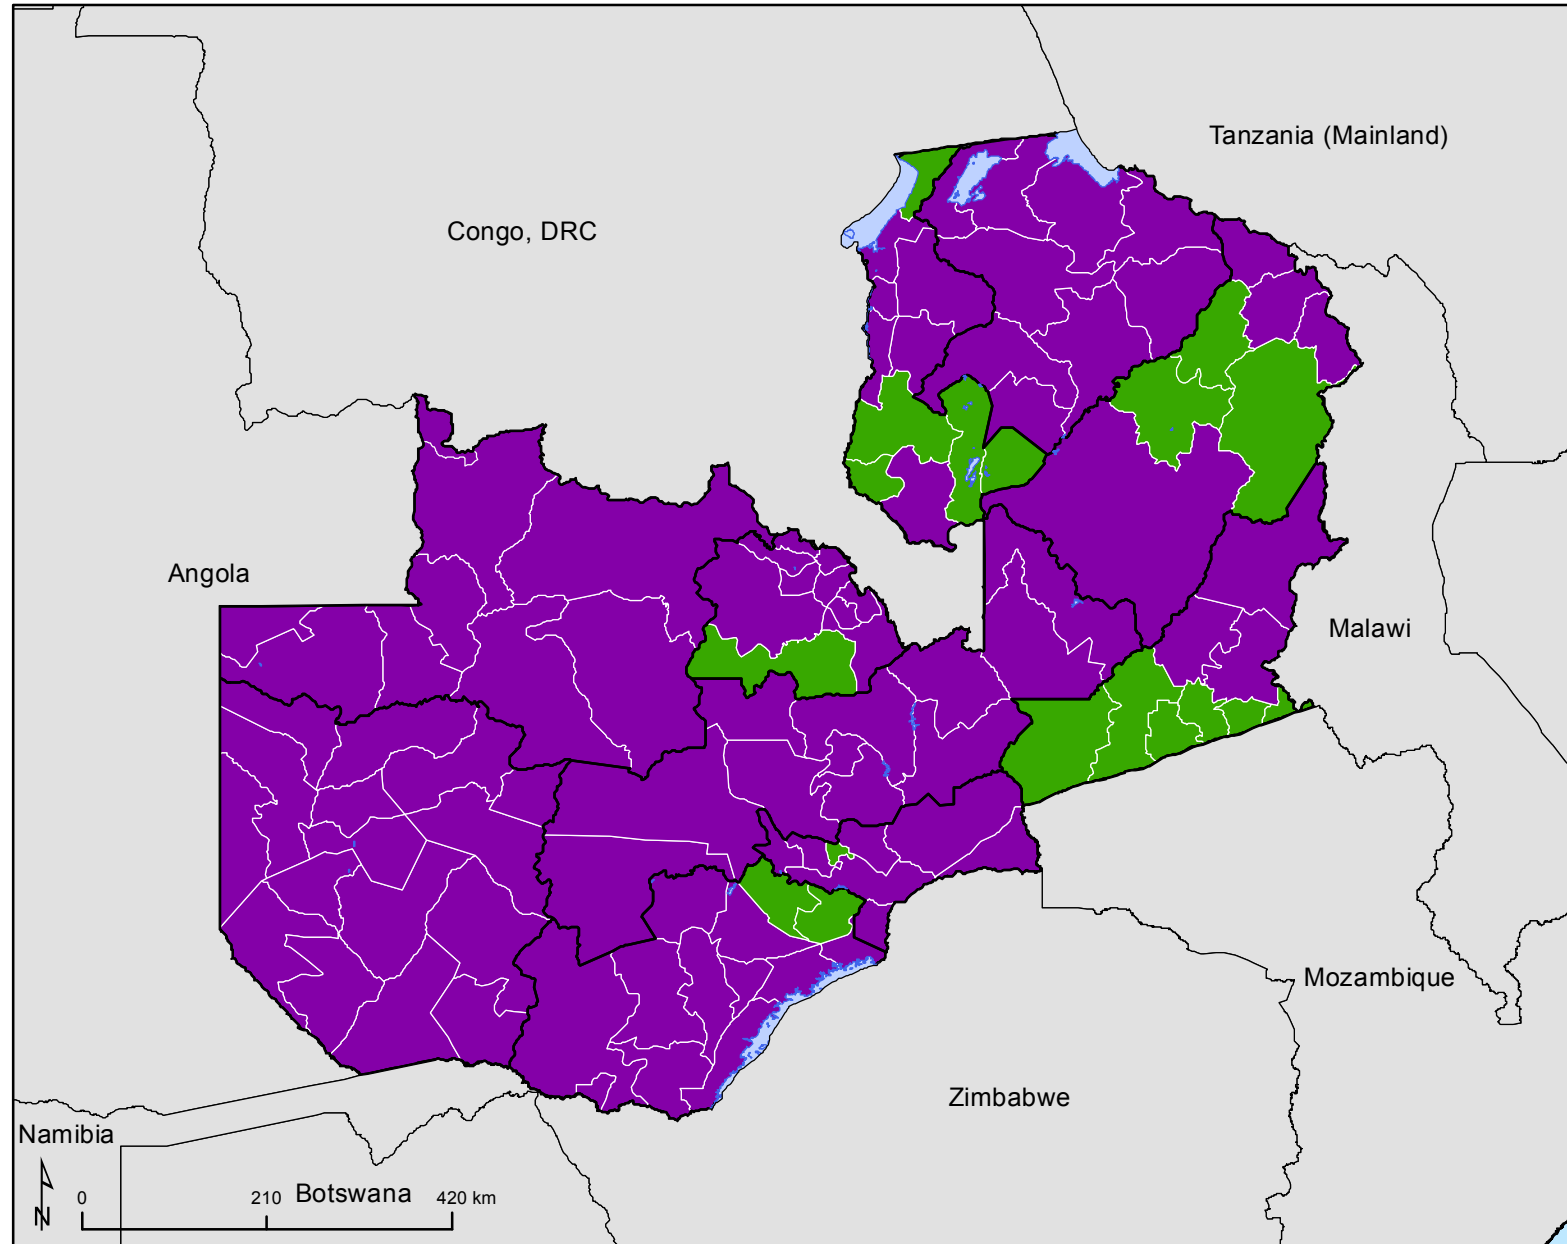 Tanzania (Mainland)
Congo, DRC
Angola
Malawi
Mozambique
Zimbabwe
Namibia
Botswana
N
0 210 420 km